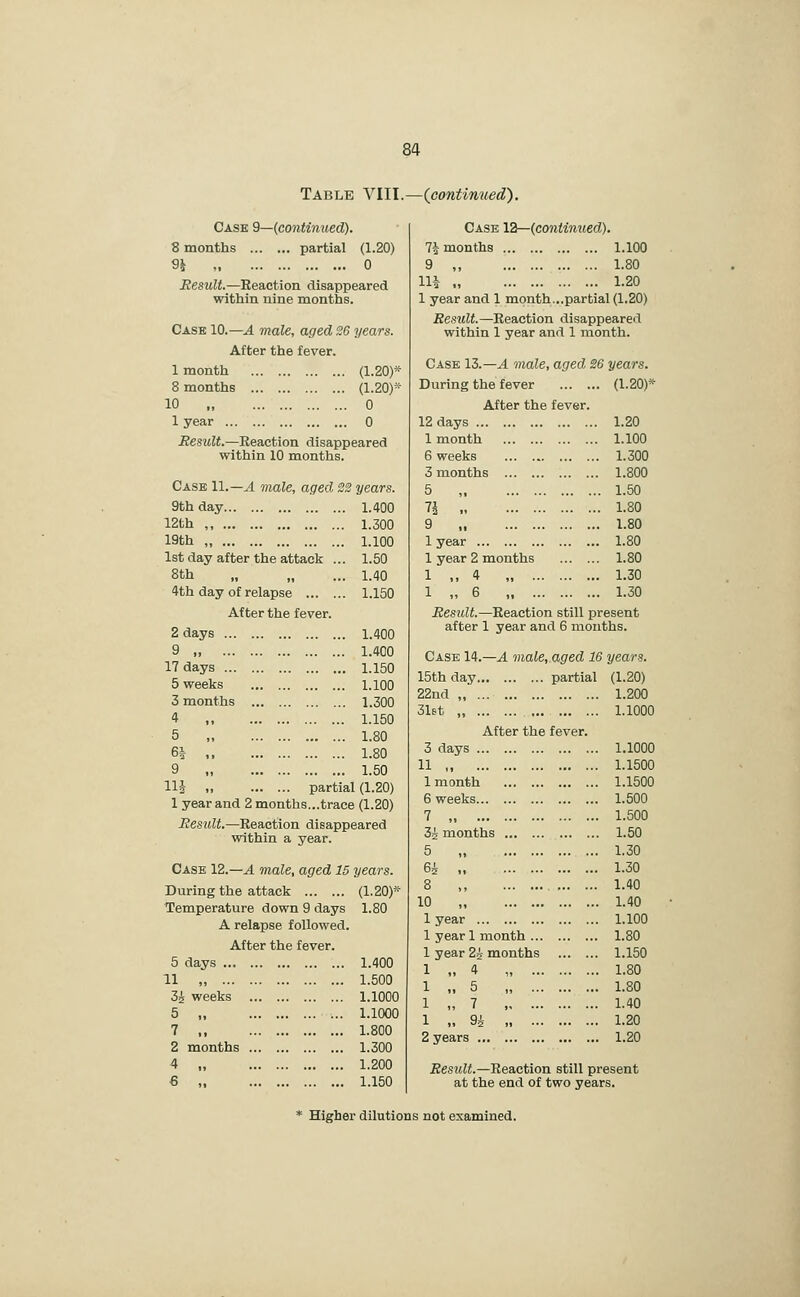 84
TABLE VIII.—(continued).
CASE 9—(continued).
8 months ... ... partial (1.20)
9½ „ ... ... ... ... ... 0
Result.—Reaction disappeared
within nine months.
CASE 10.—A male, aged 26 years.
After the fever.
1 month ... ... ... ... (1.20)*
8 months ... ... ... ... (1.20)*
10 „ ... ... ... ... 0
1 year ... ... ... ... ... 0
Result.—Reaction disappeared
within 10 months.
CASE 11.—A male, aged 22 years.
9th day... ... ... ... ... 1.400
12th „ ... ... ... ... ... 1.300
19th „ ... ... ... ... ... 1.100
1st day after the attack ... 1.50
8th „ „ ... 1.40
4th day of relapse ... ... 1.150
After the fever.
2 days ... ... ... ... ... 1.400
9 „ ... ... ... ... ... 1.400
17 days ... ... ... ... ... 1.150
5 weeks ... ... ... ... 1.100
3 months ... ... ... ... 1.300
4 „ ... ... ... ... 1.150
5 „ ... ... ... ... 1.80
6½ „ ... ... ... ... 1.80
9 „ ... ... ... ... 1.50
11½ „ ... ... partial (1.20)
1 year and 2 months...trace (1.20)
Result.—Reaction disappeared
within a year.
CASE 12.—A male, aged 15 years.
During the attack ... ... (1.20)*
Temperature down 9 days 1.80
A relapse followed.
After the fever.
5 days ... ... ... ... ... 1.400
11 „ ... ... ... ... ... 1.500
3½ weeks ... ... ... ... 1.1000
5 „ ... ... ... ... 1.1000
7 „ ... ... ... ... 1.800
2 months ... ... ... ... 1.300
4 „ ... ... ... ... 1.200
6 „ ... ... ... ... 1.150
CASE 12—(continued).
7½ months ... ... ... ... 1.100
9 „ ... ... ... ... 1.80
11½ „ ... ... ... ... 1.20
1 year and 1 month...partial (1.20)
Result.—Reaction disappeared
within 1 year and 1 month.
CASE 13.—A male, aged 26 years.
During the fever ... ... (1.20)*
After the fever.
12 days ... ... ... ... ... 1.20
1 month ... ... ... ... 1.100
6 weeks ... ... ... ... 1.300
3 months ... ... ... ... 1.800
5 „ ... ... ... ... 1.50
7½ „ ... ... ... ... 1.80
9 „ ... ... ... ... 1.80
1 year ... ... ... ... ... 1.80
1 year 2 months ... ... 1.80
1 „ 4 „ ... ... ... 1.30
1 „ 6 „ ... ... ... 1.30
Result.—Reaction still present
after 1 year and 6 months.
CASE 14.—A male, aged 16 years.
15th day... ... ... partial (1.20)
22nd „ ... ... ... ... ... 1.200
31st „ ... ... ... ... ... 1.1000
After the fever.
3 days ... ... ... ... ... 1.1000
11 „ ... ... ... ... ... 1.1500
1 month ... ... ... ... 1.1500
6 weeks... ... ... ... ... 1.500
7 „ ... ... ... ... ... 1.500
3½ months ... ... ... ... 1.50
5 „ ... ... ... ... 1.30
6½ „ ... ... ... ... 1.30
8 „ ... ... ... ... 1.40
10 „ ... ... ... ... 1.40
1 year ... ... ... ... ... 1.100
1 year 1 month ... ... ... 1.80
1 year 2½ months ... ... 1.150
1 „ 4 „ ... ... ... 1.80
1 „ 5 „ ... ... ... 1.80
1 „ 7 „ ... ... ... 1.40
1 „ 9½ „ ... ... ... 1.20
2 years ... ... ... ... ... 1.20
Result.—Reaction still present
at the end of two years.
* Higher dilutions not examined.